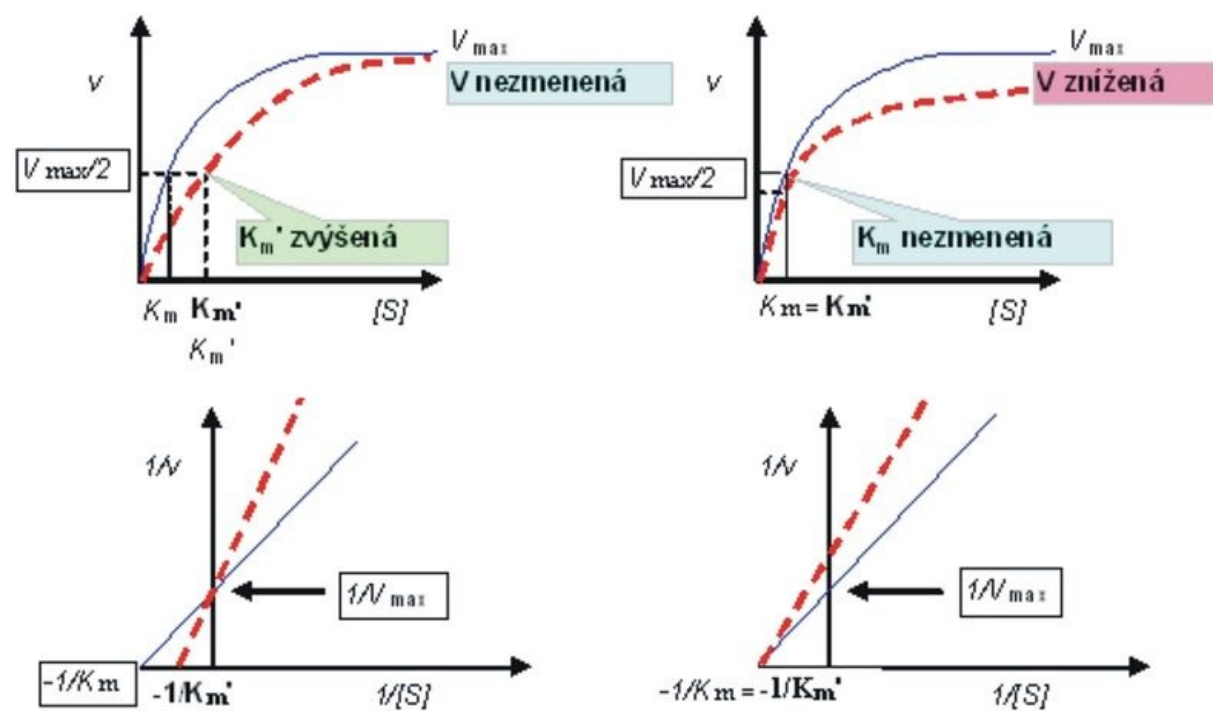 V max
v
V nezmenená
V max/2
Km' zvýšená
Km Km' [S]
Km'
V max
v
V znížená
V max/2
Km nezmenená
Km = Km' [S]
1/v
1/V max
-1/Km -1/Km' 1/[S]
1/v
1/V max
-1/Km = -1/Km' 1/[S]